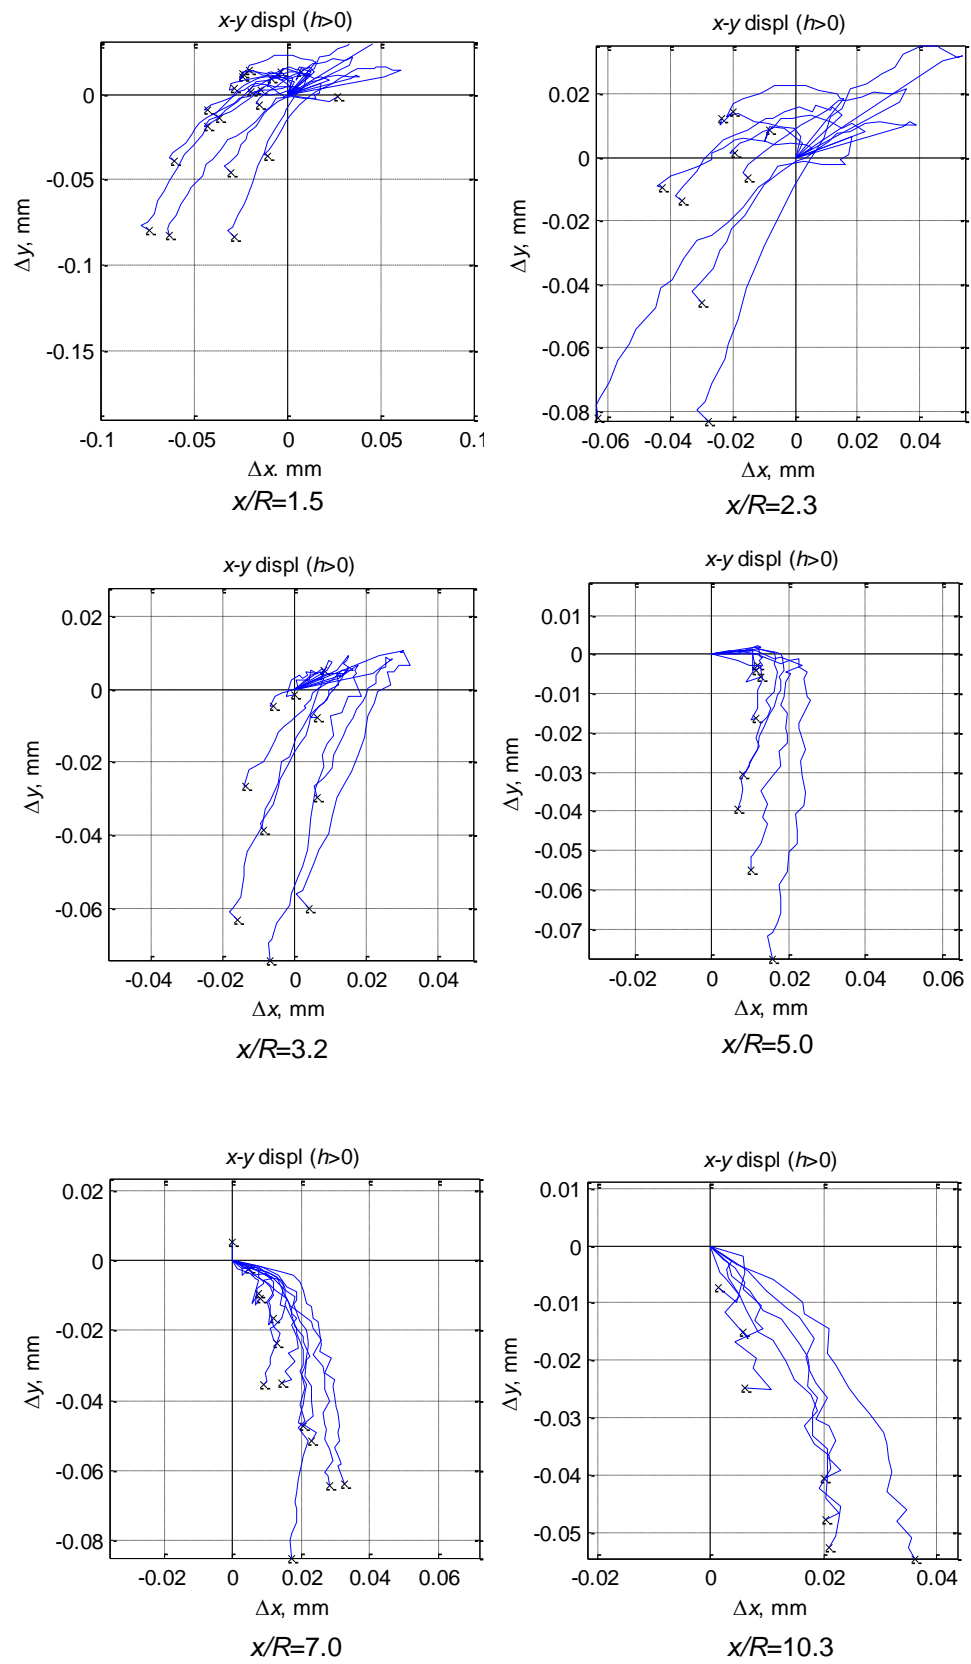 x-y displ (h>0)
0
-0.05
-0.1
-0.15
Δy, mm
-0.1
-0.05
0
0.05
0.1
Δx. mm
x/R=1.5
x-y displ (h>0)
0.02
0
-0.02
-0.04
-0.06
-0.08
Δy, mm
-0.06
-0.04
-0.02
0
0.02
0.04
Δx, mm
x/R=2.3
x-y displ (h>0)
0.02
0
-0.02
-0.04
-0.06
Δy, mm
-0.04
-0.02
0
0.02
0.04
Δx, mm
x/R=3.2
x-y displ (h>0)
0.01
0
-0.01
-0.02
-0.03
-0.04
-0.05
-0.06
-0.07
Δy, mm
-0.02
0
0.02
0.04
0.06
Δx, mm
x/R=5.0
x-y displ (h>0)
0.02
0
-0.02
-0.04
-0.06
-0.08
Δy, mm
-0.02
0
0.02
0.04
0.06
Δx, mm
x/R=7.0
x-y displ (h>0)
0.01
0
-0.01
-0.02
-0.03
-0.04
-0.05
Δy, mm
-0.02
0
0.02
0.04
Δx, mm
x/R=10.3